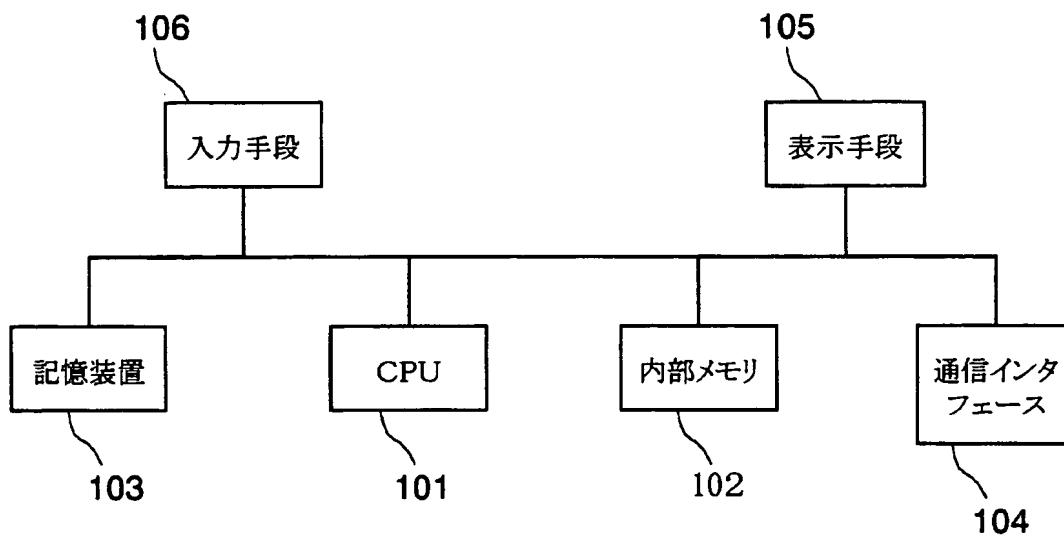 106
105
入力手段
表示手段
記憶装置
CPU
内部メモリ
通信インタ
フェース
103
101
102
104